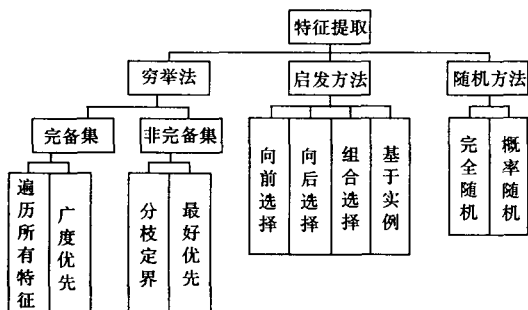 特征提取
穷举法
启发方法
随机方法
完备集
非完备集
遍历所有特征
广度优先
分枝定界
最好优先
向前选择
向后选择
组合选择
基于实例
完全随机
概率随机